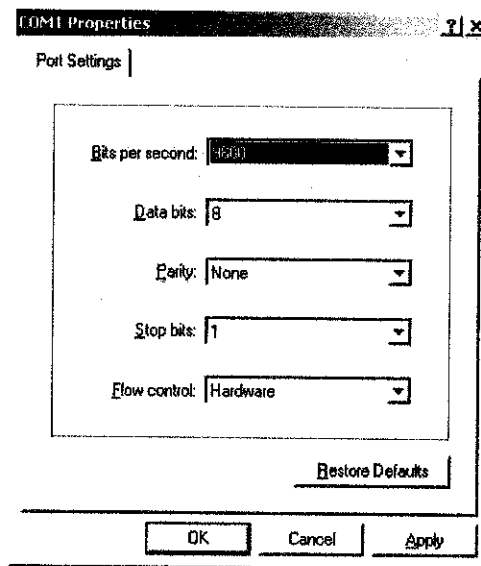 COM1 Properties
Port Settings
Bits per second: 9600
Data bits: 8
Parity: None
Stop bits: 1
Flow control: Hardware
Restore Defaults
OK Cancel Apply